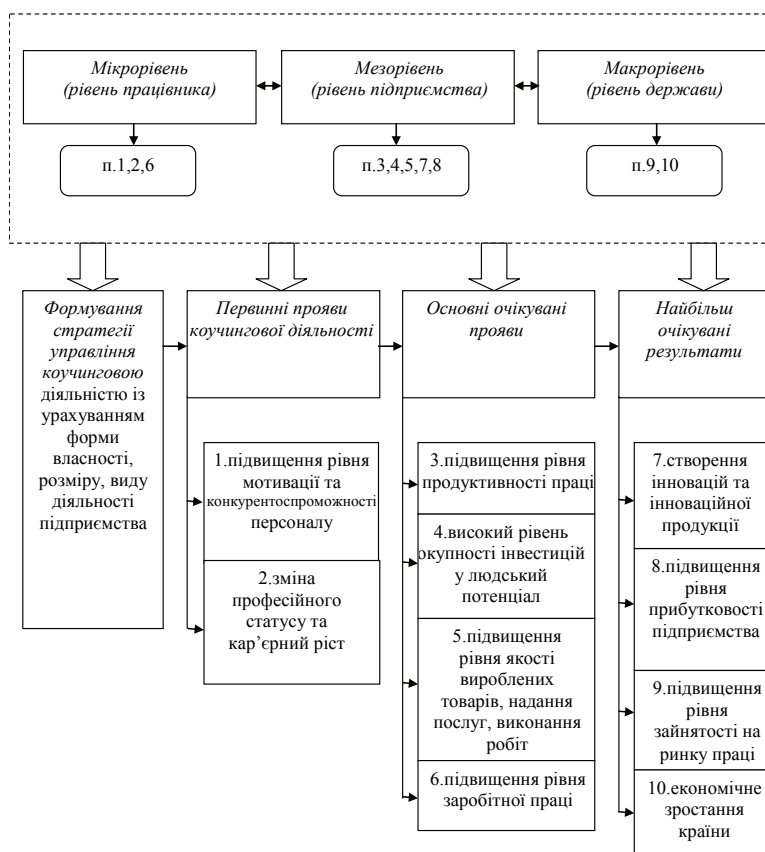 Мікрорівень
(рівень працівника)
Мезорівень
(рівень підприємства)
Макрорівень
(рівень держави)
п.1,2,6
п.3,4,5,7,8
п.9,10
Формування
стратегії
управління
коучинговою
діяльністю із
урахуванням
форми
власності,
розміру, виду
діяльності
підприємства
Первинні прояви
коучингової діяльності
1.підвищення рівня
мотивації та
конкурентоспроможності
персоналу
2.зміна
професійного
статусу та
кар’єрний ріст
Основні очікувані
прояви
3.підвищення рівня
продуктивності праці
4.високий рівень
окупності інвестицій
у людський
потенціал
5.підвищення
рівня якості
вироблених
товарів, надання
послуг, виконання
робіт
6.підвищення рівня
заробітної праці
Найбільш
очікувані
результати
7.створення
інновацій та
інноваційної
продукції
8.підвищення
рівня
прибутковості
підприємства
9.підвищення
рівня
зайнятості на
ринку праці
10.економічне
зростання
країни